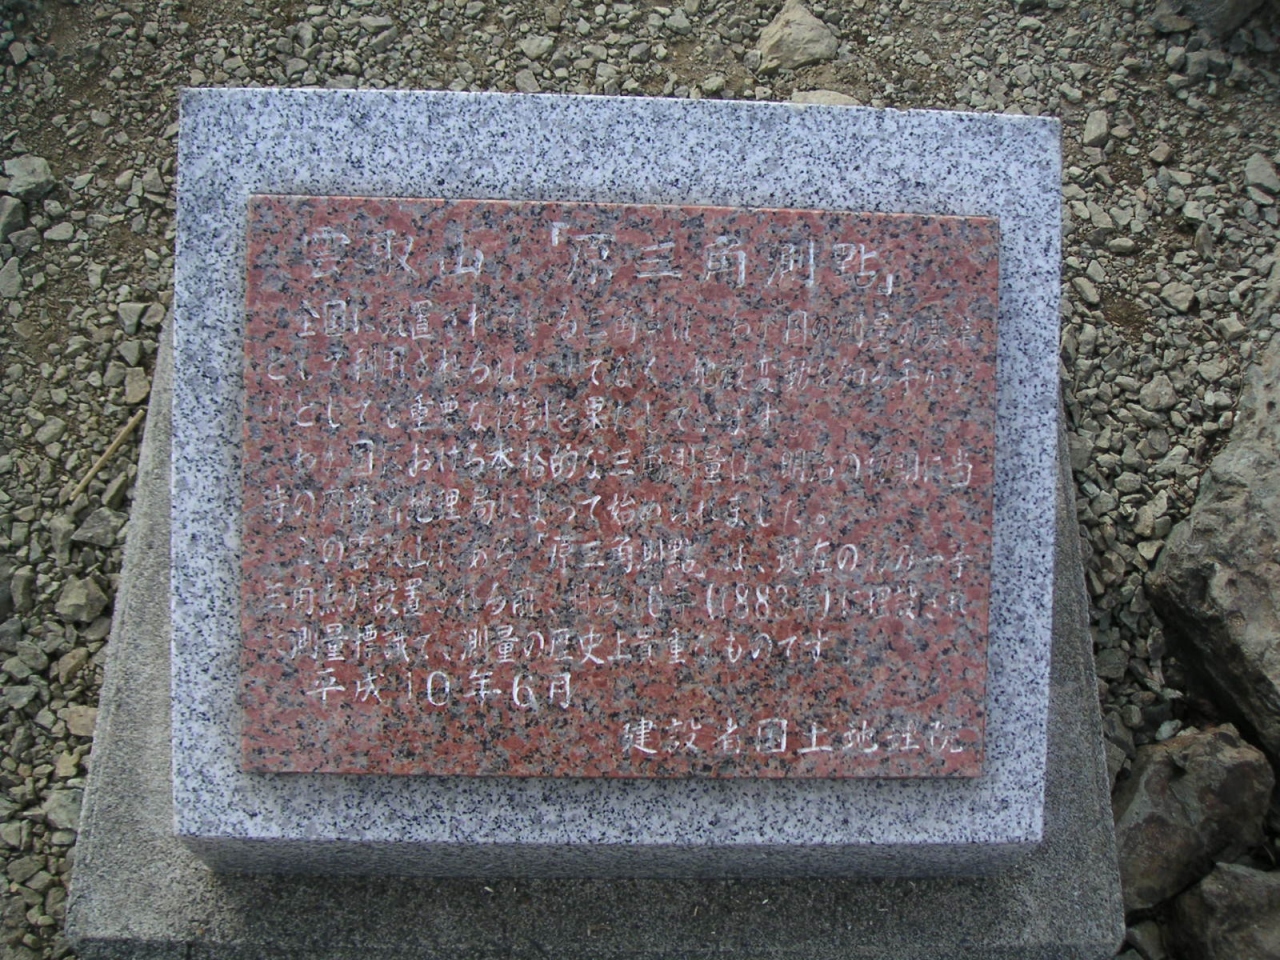 雲取山「原三角測點」
全国に設置されている三角点は、わが国の測量の基準
として利用されるばかりでなく、地殻変動を知る手がか
りとしても重要な役割を果たしています。
わが国における本格的な三角測量は、明治の初期に当
時の内務省地理局によって始められました。
この雲取山にある「原三角測點」は、現在の一等
三角点が設置される前、明治16年(1883年)に埋設され
た測量標識で、測量の歴史上貴重なものです
平成10年6月
建設省国土地理院